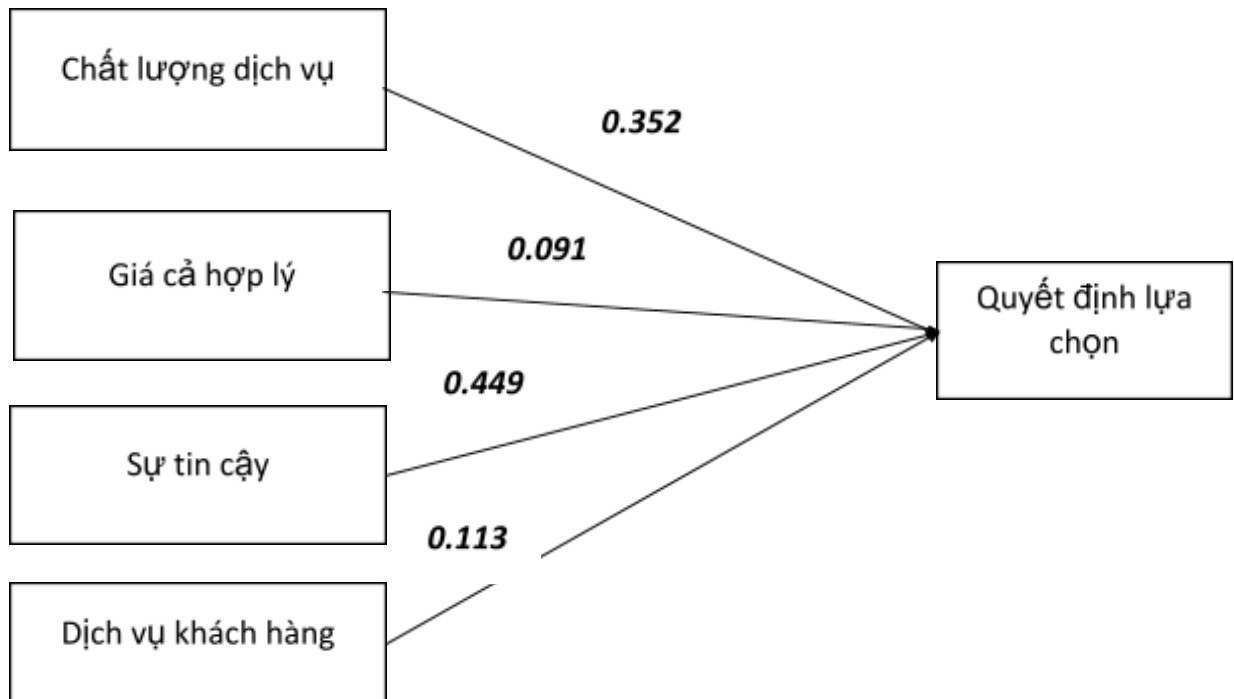 Chất lượng dịch vụ
0.352
Giá cả hợp lý
0.091
Quyết định lựa
chọn
0.449
Sự tin cậy
0.113
Dịch vụ khách hàng